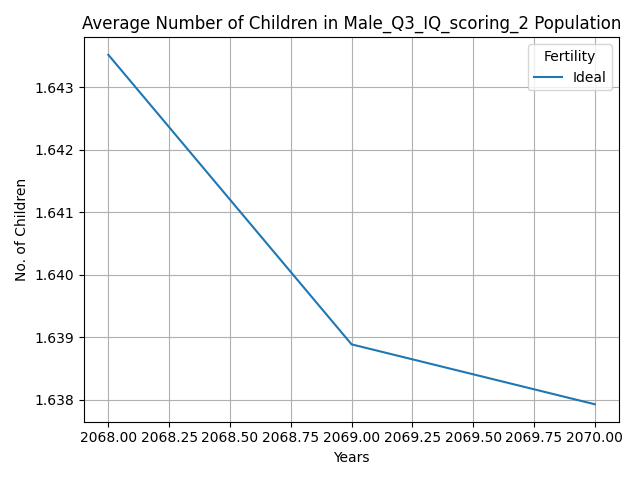 Average Number of Children in Male_Q3_IQ_scoring_2 Population
Fertility
Ideal
No. of Children
1.643
1.642
1.641
1.640
1.639
1.638
2068.00 2068.25 2068.50 2068.75 2069.00 2069.25 2069.50 2069.75 2070.00
Years